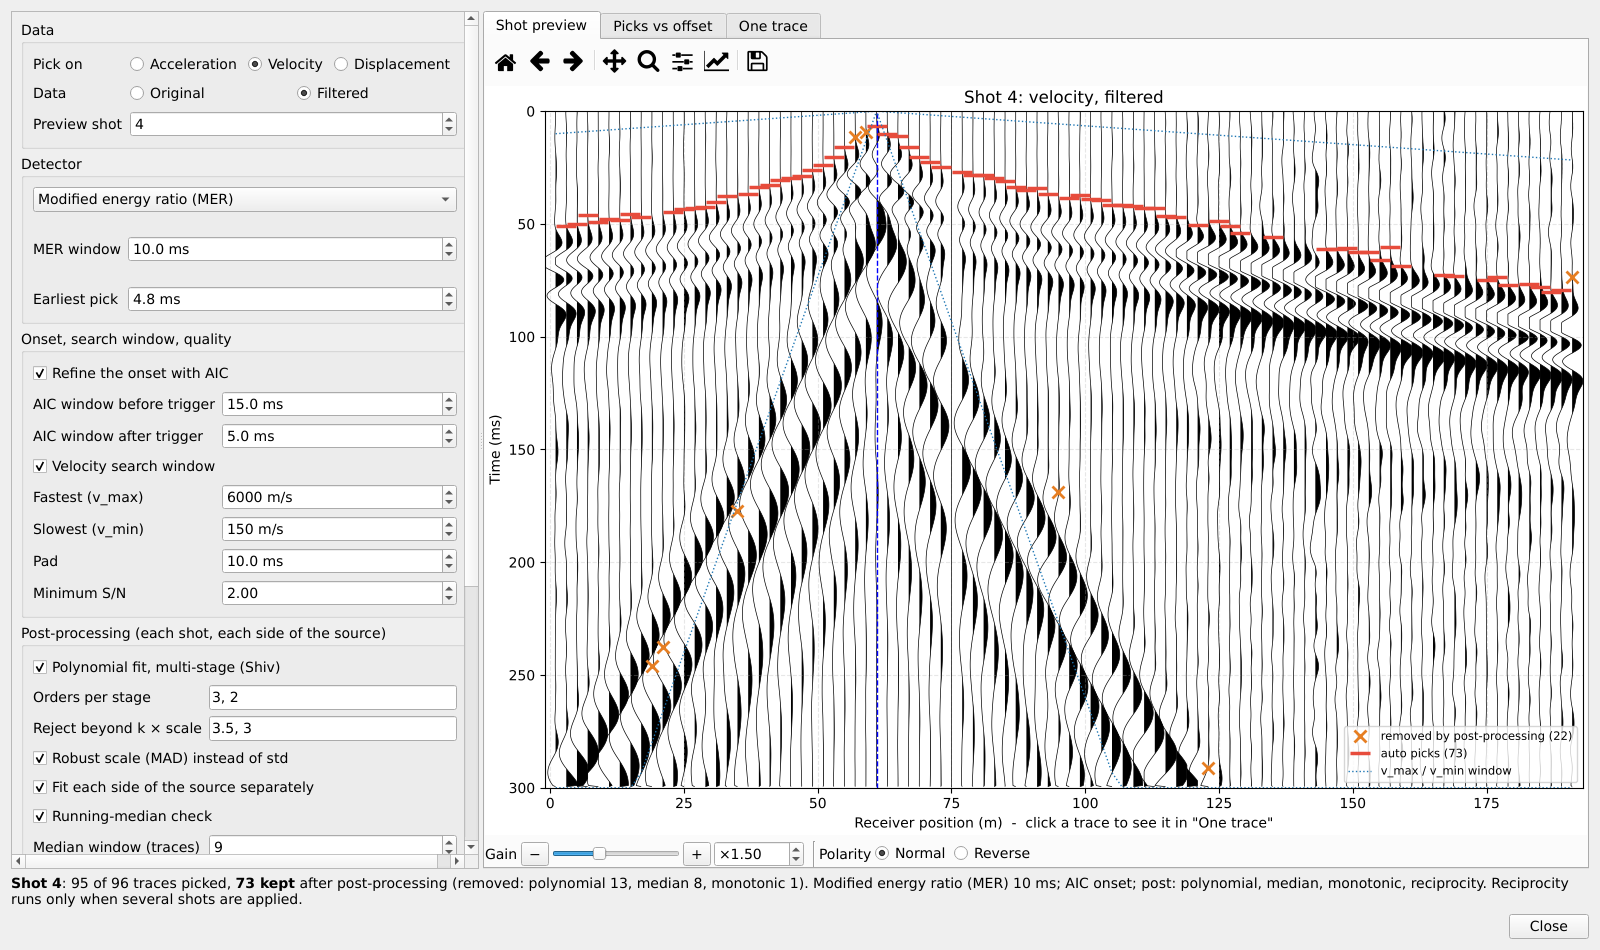 Data
Pick on
Acceleration
Velocity
Displacement
Data
Original
Filtered
Preview shot
4
Detector
Modified energy ratio (MER)
MER window
10.0 ms
Earliest pick
4.8 ms
Onset, search window, quality
Refine the onset with AIC
AIC window before trigger
15.0 ms
AIC window after trigger
5.0 ms
Velocity search window
Fastest (v_max)
6000 m/s
Slowest (v_min)
150 m/s
Pad
10.0 ms
Minimum S/N
2.00
Post-processing (each shot, each side of the source)
Polynomial fit, multi-stage (Shiv)
Orders per stage
3, 2
Reject beyond k × scale
3.5, 3
Robust scale (MAD) instead of std
Fit each side of the source separately
Running-median check
Median window (traces)
9
Shot preview
Picks vs offset
One trace
Shot 4: velocity, filtered
0
50
100
150
200
250
300
Time (ms)
0
25
50
75
100
125
150
175
Receiver position (m)  -  click a trace to see it in "One trace"
removed by post-processing (22)
auto picks (73)
v_max / v_min window
Gain
−
+
×1.50
Polarity
Normal
Reverse
Shot 4: 95 of 96 traces picked, 73 kept after post-processing (removed: polynomial 13, median 8, monotonic 1). Modified energy ratio (MER) 10 ms; AIC onset; post: polynomial, median, monotonic, reciprocity. Reciprocity
runs only when several shots are applied.
Close